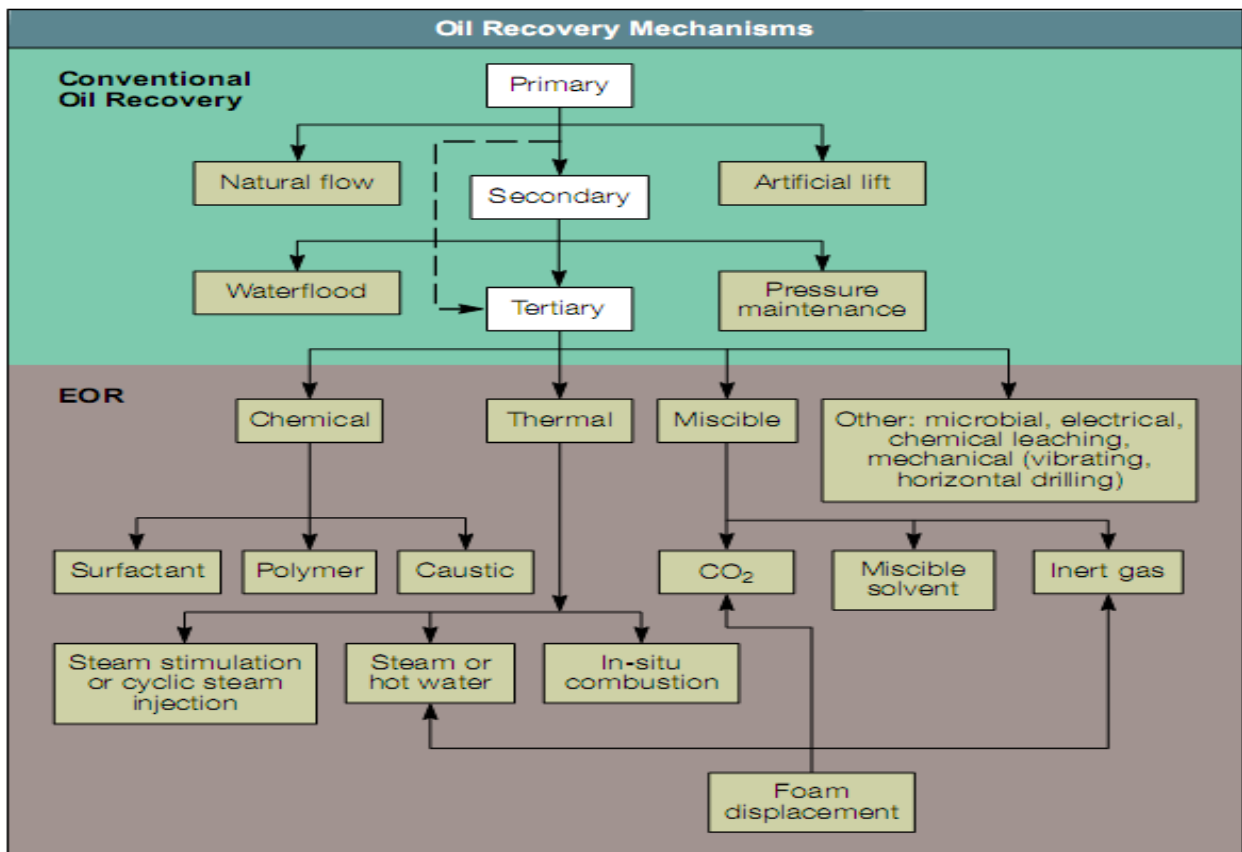 Oil Recovery Mechanisms
Conventional
Oil Recovery
Primary
Natural flow
Artificial lift
Secondary
Waterflood
Pressure
maintenance
Tertiary
EOR
Chemical
Thermal
Miscible
Other: microbial, electrical,
chemical leaching,
mechanical (vibrating,
horizontal drilling)
Surfactant
Polymer
Caustic
CO₂
Miscible
solvent
Inert gas
Steam stimulation
or cyclic steam
injection
Steam or
hot water
In-situ
combustion
Foam
displacement